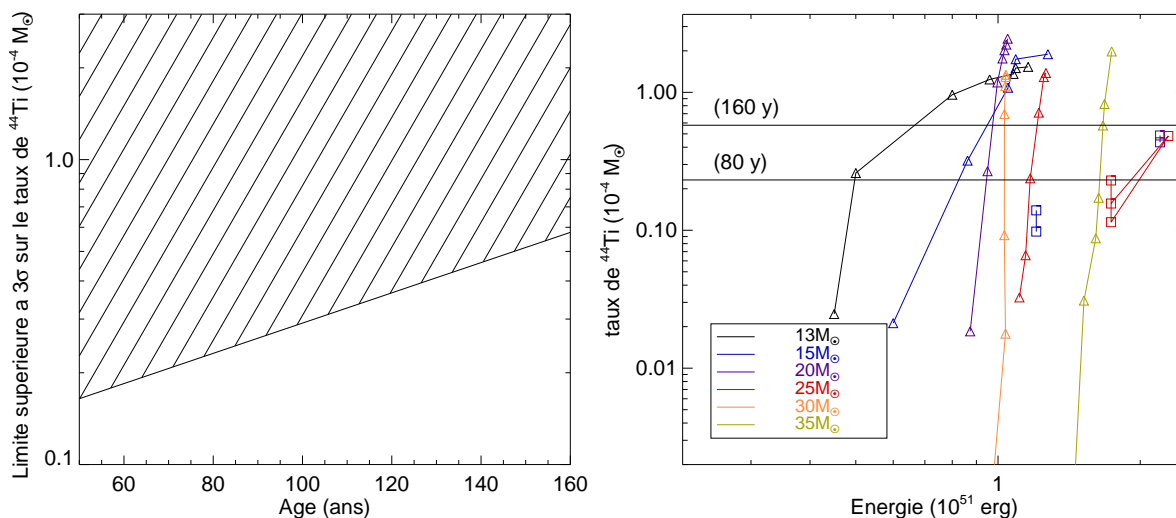 Limite superieure a 3σ sur le taux de ⁴⁴Ti (10⁻⁴ M☉)
1.0
0.1
60 80 100 120 140 160
Age (ans)
taux de ⁴⁴Ti (10⁻⁴ M☉)
1.00
0.10
0.01
(160 y)
(80 y)
13M☉
15M☉
20M☉
25M☉
30M☉
35M☉
1
Energie (10⁵¹ erg)